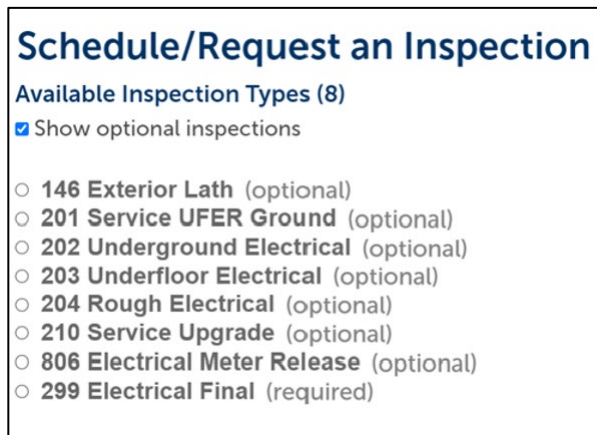 Schedule/Request an Inspection
Available Inspection Types (8)
Show optional inspections
146 Exterior Lath (optional)
201 Service UFER Ground (optional)
202 Underground Electrical (optional)
203 Underfloor Electrical (optional)
204 Rough Electrical (optional)
210 Service Upgrade (optional)
806 Electrical Meter Release (optional)
299 Electrical Final (required)